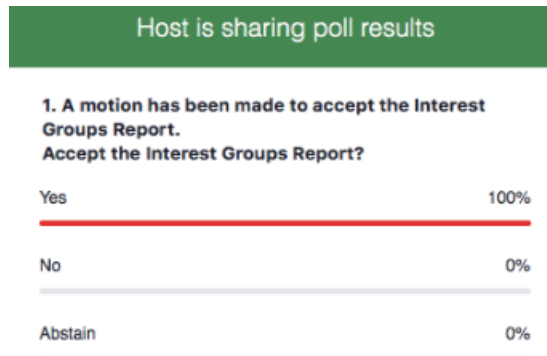 Host is sharing poll results
1. A motion has been made to accept the Interest
Groups Report.
Accept the Interest Groups Report?
Yes 100%
No 0%
Abstain 0%